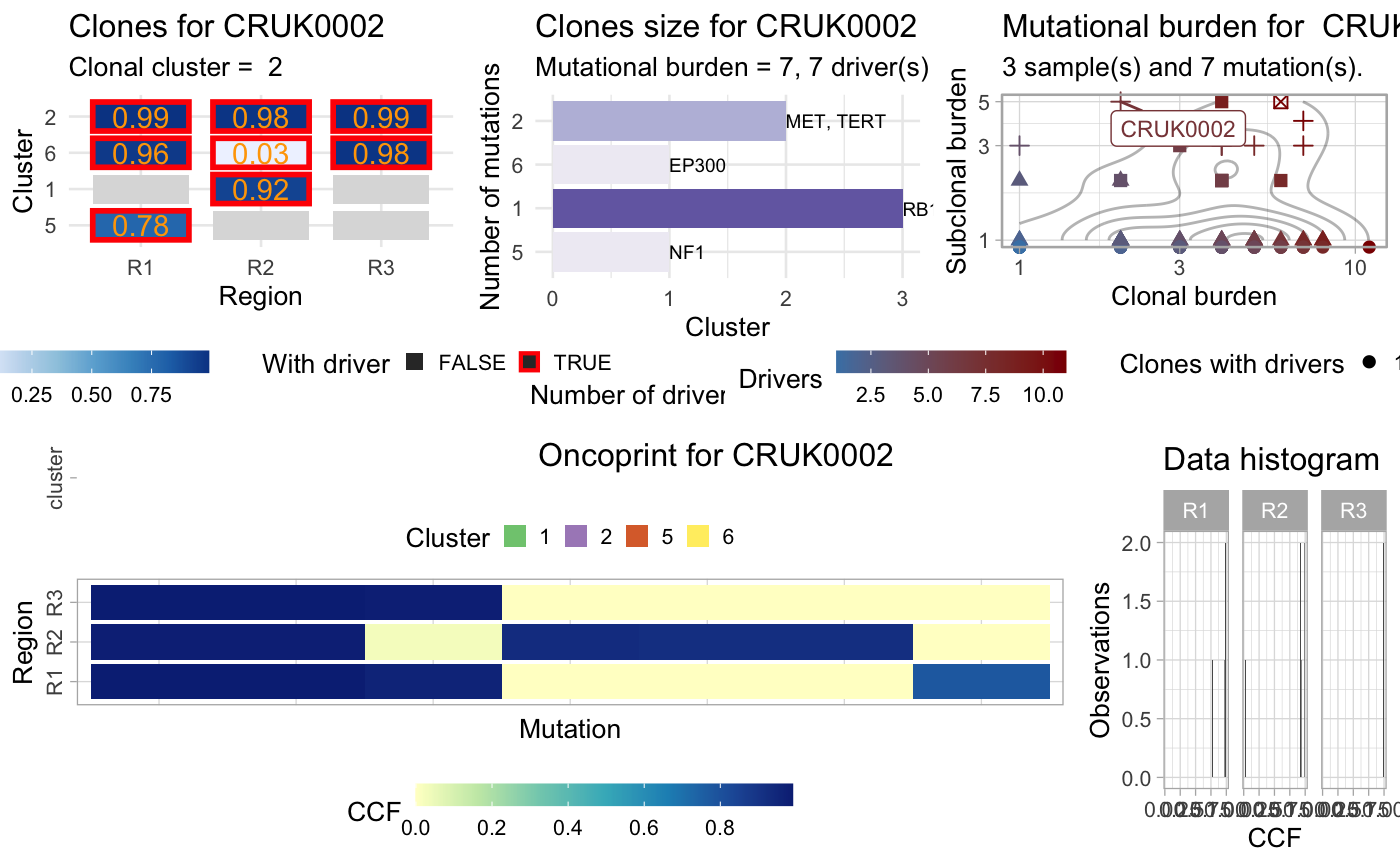 Clones for CRUK0002
Clonal cluster = 2
Cluster
2
6
1
5
0.99
0.98
0.99
0.96
0.03
0.98
0.92
0.78
R1
R2
R3
Region
0.25
0.50
0.75
With driver
FALSE
TRUE
Clones size for CRUK0002
Mutational burden = 7, 7 driver(s)
Number of mutations
2
6
1
5
MET, TERT
EP300
NF1
0
1
2
3
Cluster
Number of driver
Mutational burden for CRUK
3 sample(s) and 7 mutation(s).
Subclonal burden
5
3
1
CRUK0002
1
3
10
Clonal burden
Drivers
2.5
5.0
7.5
10.0
Clones with drivers
Oncoprint for CRUK0002
cluster
Cluster
1
2
5
6
Region
R3
R2
R1
Mutation
CCF
0.0
0.2
0.4
0.6
0.8
Data histogram
R1
R2
R3
Observations
2.0
1.5
1.0
0.5
0.0
CCF